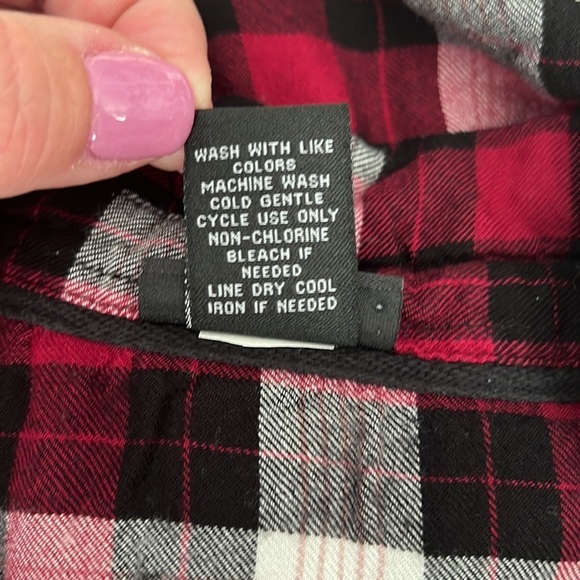 WASH WITH LIKE
COLORS
MACHINE WASH
COLD GENTLE
CYCLE USE ONLY
NON-CHLORINE
BLEACH IF
NEEDED
LINE DRY COOL
IRON IF NEEDED